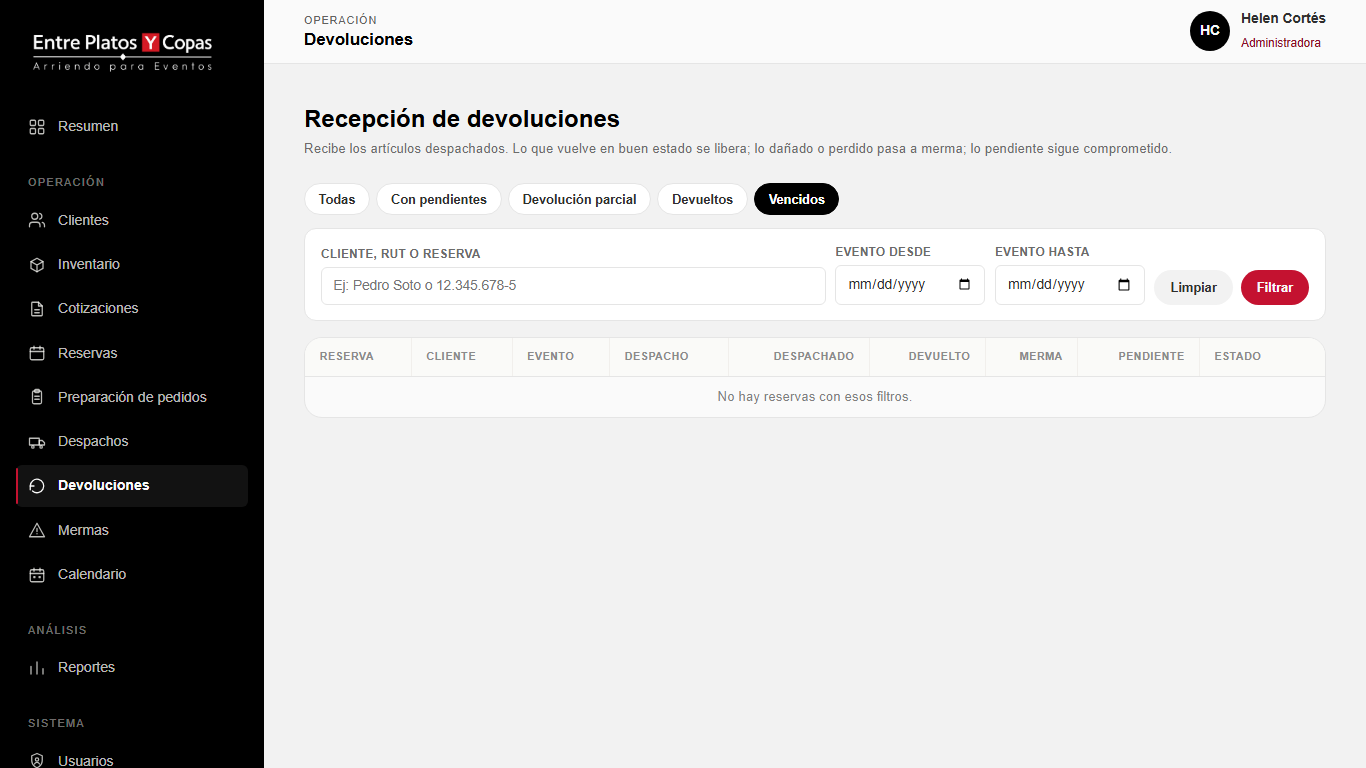 Entre Platos Y Copas
Arriendo para Eventos
Resumen
OPERACIÓN
Clientes
Inventario
Cotizaciones
Reservas
Preparación de pedidos
Despachos
Devoluciones
Mermas
Calendario
ANÁLISIS
Reportes
SISTEMA
Usuarios
OPERACIÓN
Devoluciones
HC
Helen Cortés
Administradora
Recepción de devoluciones
Recibe los artículos despachados. Lo que vuelve en buen estado se libera; lo dañado o perdido pasa a merma; lo pendiente sigue comprometido.
Todas Con pendientes Devolución parcial Devueltos Vencidos
CLIENTE, RUT O RESERVA EVENTO DESDE EVENTO HASTA
Ej: Pedro Soto o 12.345.678-5 mm/dd/yyyy mm/dd/yyyy Limpiar Filtrar
RESERVA CLIENTE EVENTO DESPACHO DESPACHADO DEVUELTO MERMA PENDIENTE ESTADO
No hay reservas con esos filtros.